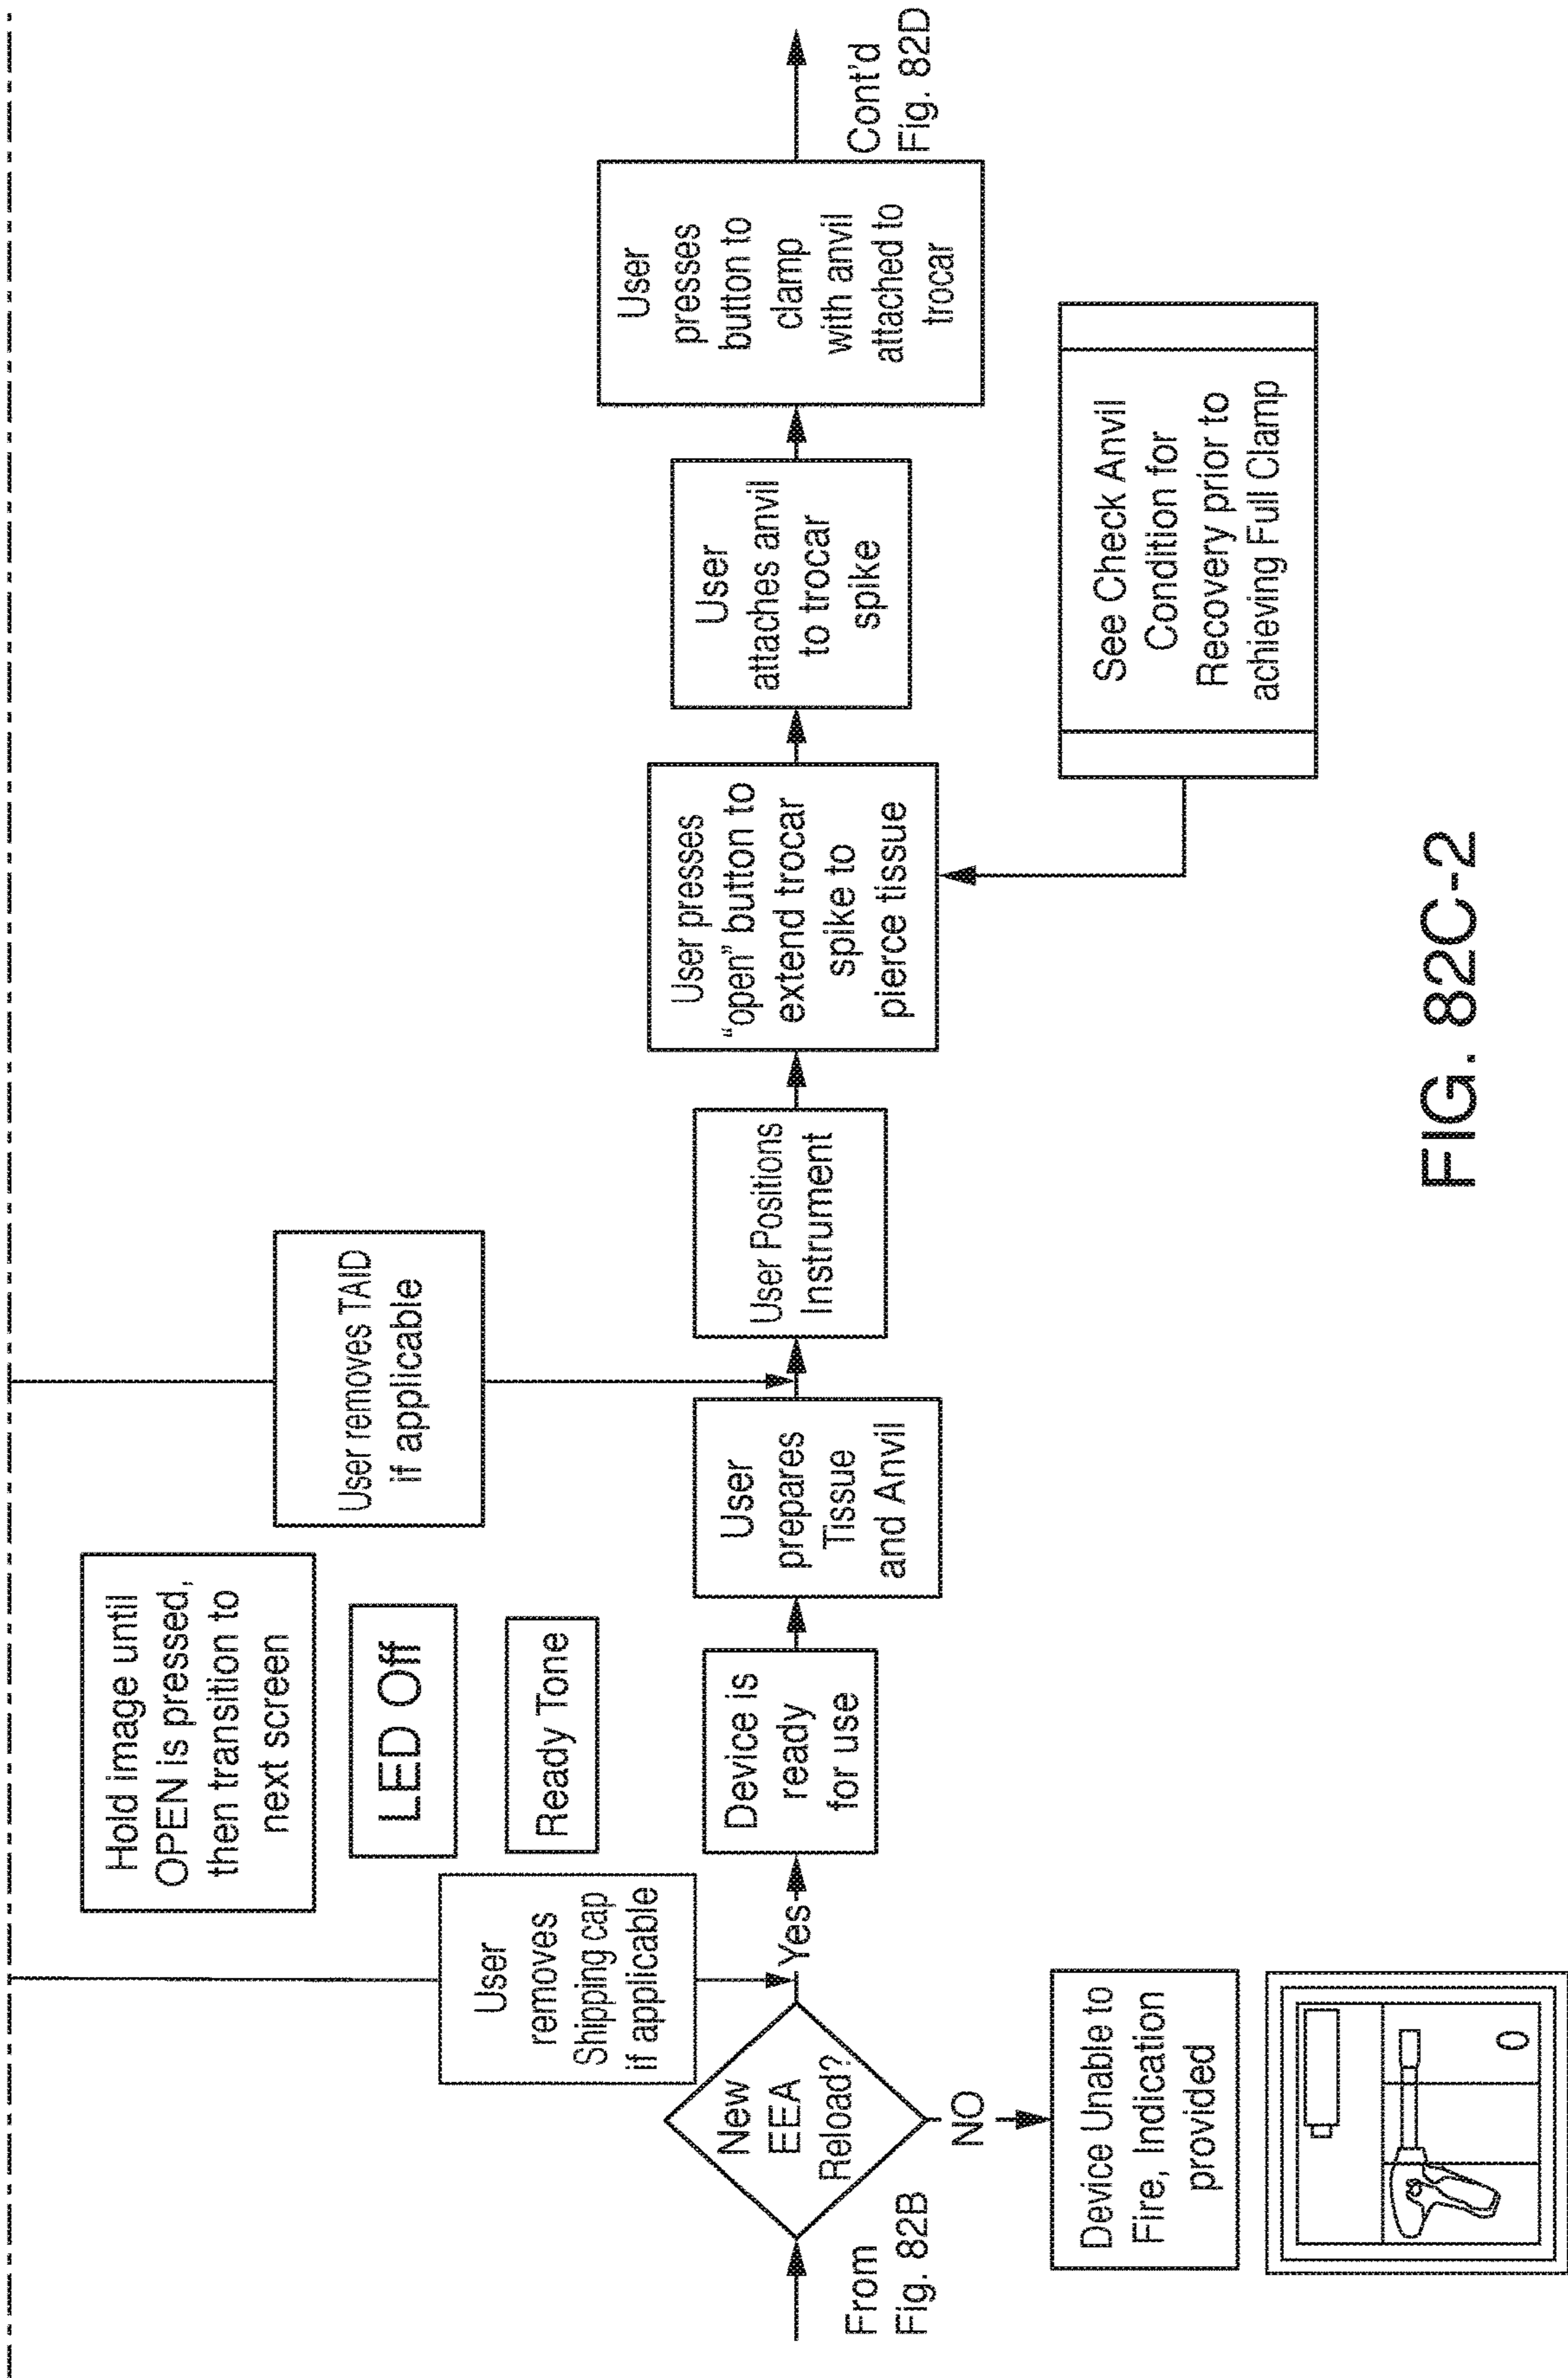 Hold image until
OPEN is pressed,
then transition to
next screen
LED Off
Ready Tone
User removes TAID
if applicable
User
removes
Shipping cap
if applicable
From
Fig. 82B
New
EEA
Reload?
Yes
NO
Device Unable to
Fire, Indication
provided
0
Device is
ready
for use
User
prepares
Tissue
and Anvil
User Positions
Instrument
User presses
“open” button to
extend trocar
spike to
pierce tissue
User
attaches anvil
to trocar
spike
User
presses
button to
clamp
with anvil
attached to
trocar
Cont'd
Fig. 82D
See Check Anvil
Condition for
Recovery prior to
achieving Full Clamp
FIG. 82C-2